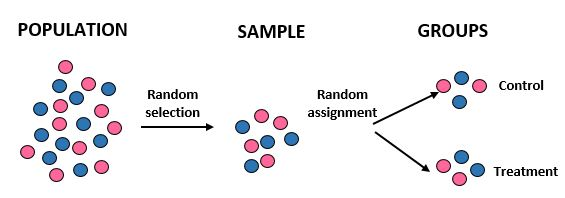 POPULATION
SAMPLE
GROUPS
Random
selection
Random
assignment
Control
Treatment